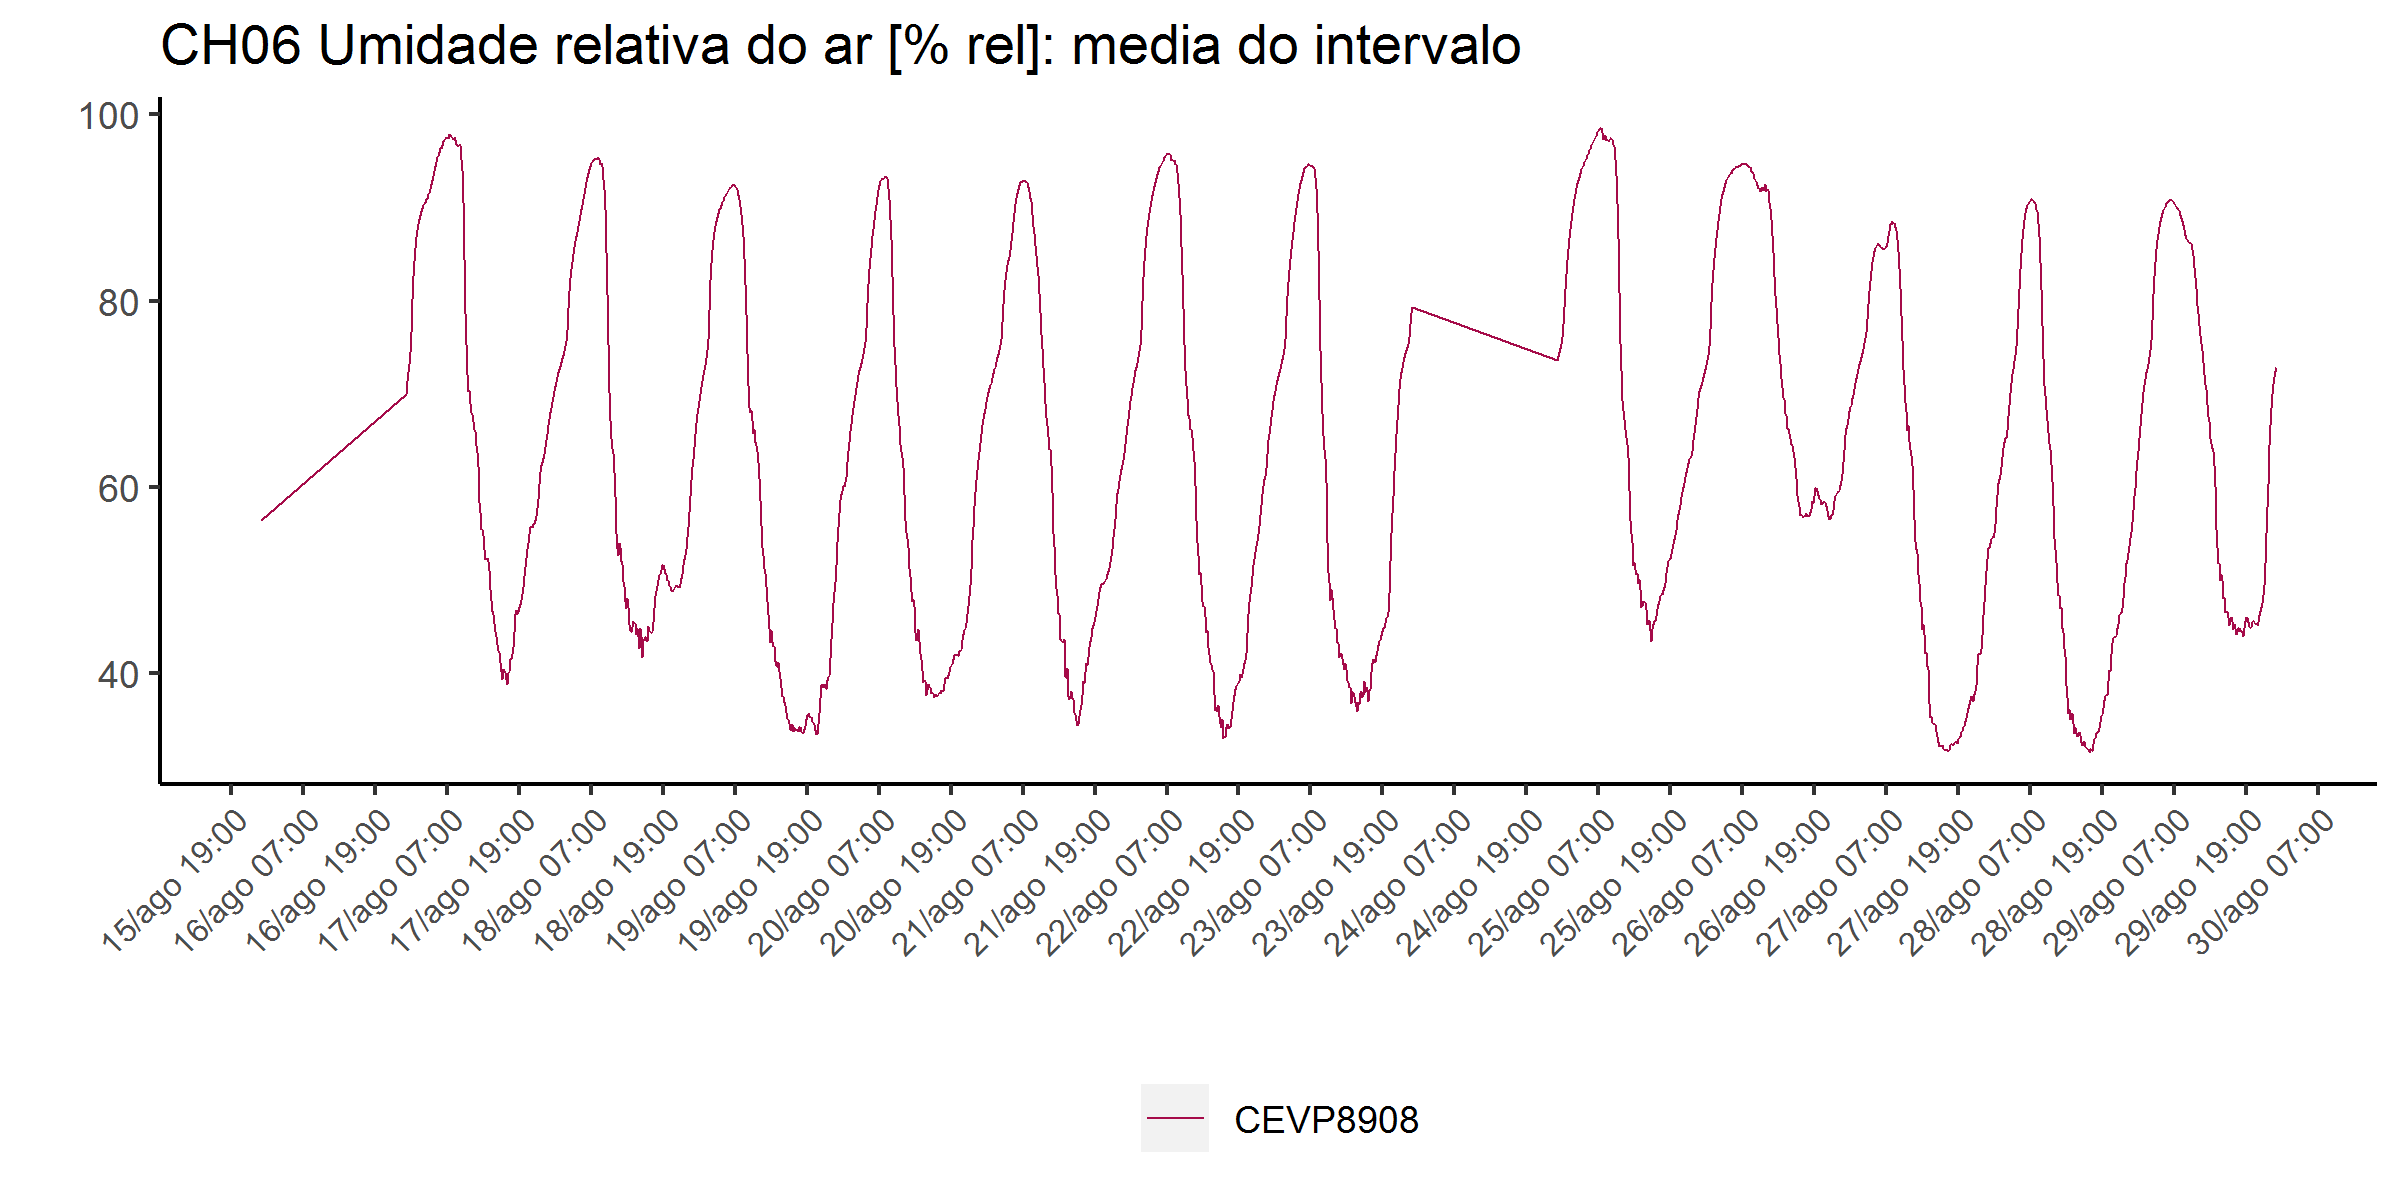 CH06 Umidade relativa do ar [% rel]: media do intervalo
100
80
60
40
15/ago 19:00
16/ago 07:00
16/ago 19:00
17/ago 07:00
17/ago 19:00
18/ago 07:00
18/ago 19:00
19/ago 07:00
19/ago 19:00
20/ago 07:00
20/ago 19:00
21/ago 07:00
21/ago 19:00
22/ago 07:00
22/ago 19:00
23/ago 07:00
23/ago 19:00
24/ago 07:00
24/ago 19:00
25/ago 07:00
25/ago 19:00
26/ago 07:00
26/ago 19:00
27/ago 07:00
27/ago 19:00
28/ago 07:00
28/ago 19:00
29/ago 07:00
29/ago 19:00
30/ago 07:00
CEVP8908